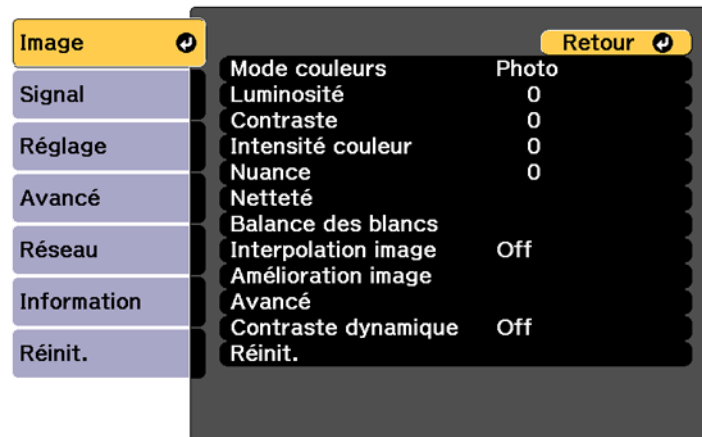 Image
Signal
Réglage
Avancé
Réseau
Information
Réinit.
Retour
Mode couleurs Photo
Luminosité 0
Contraste 0
Intensité couleur 0
Nuance 0
Netteté
Balance des blancs
Interpolation image Off
Amélioration image
Avancé
Contraste dynamique Off
Réinit.